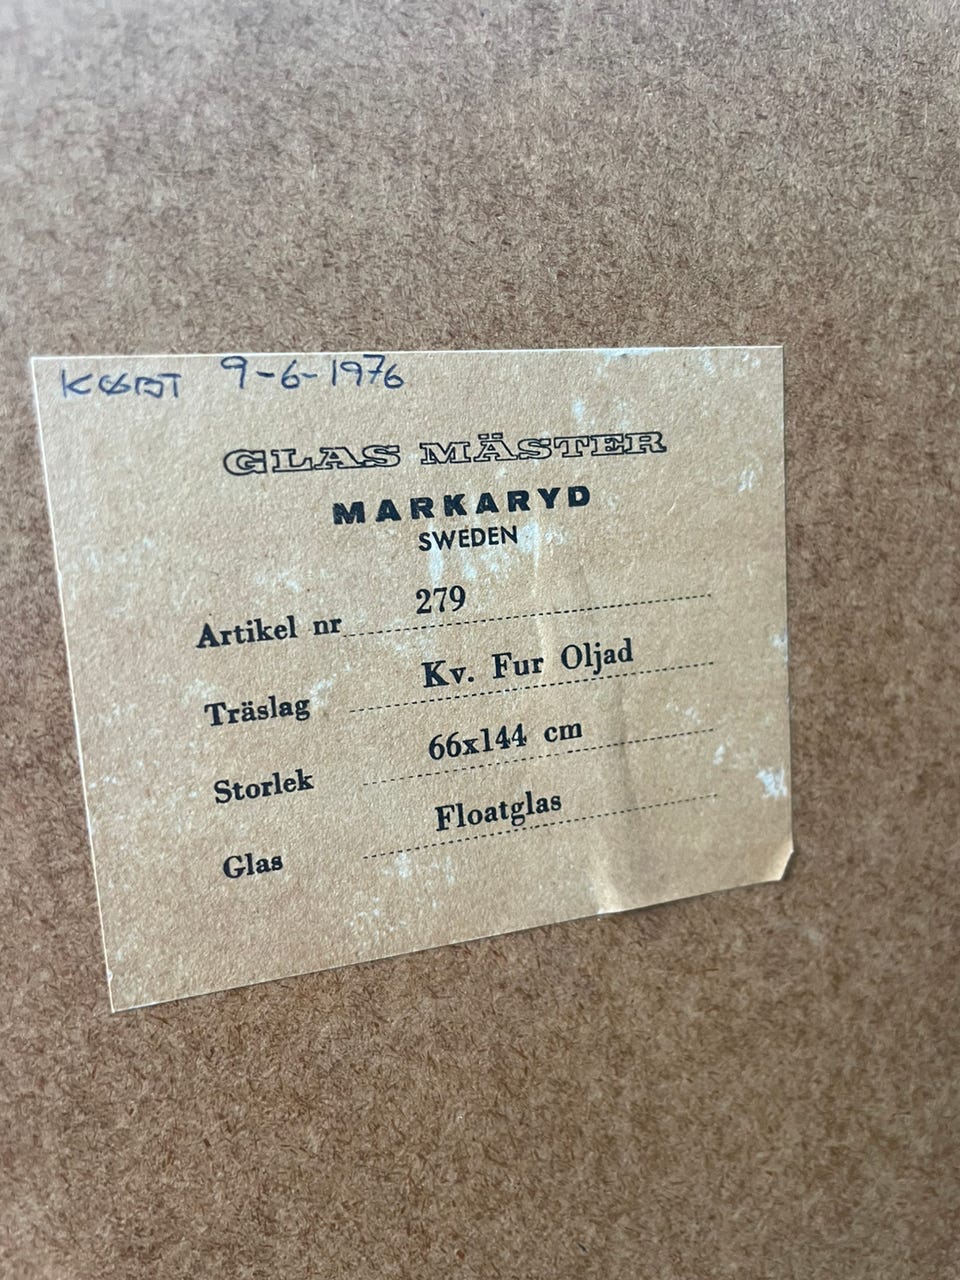 KØBT 9-6-1976
GLAS MÄSTER
MARKARYD
SWEDEN
Artikel nr 279
Träslag Kv. Fur Oljad
Storlek 66x144 cm
Glas Floatglas